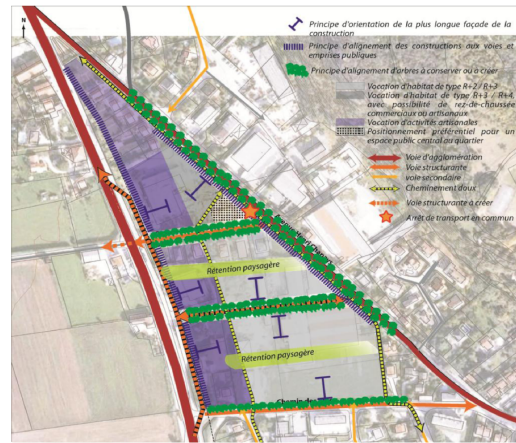 N
Principe d'orientation de la plus longue façade de la
construction
Principe d'alignement des constructions aux voies et
emprises publiques
Principe d'alignement d'arbres à conserver ou à créer
Vocation d'habitat de type R+2 / R+3
Vocation d'habitat de type R+3 / R+4,
avec possibilité de rez-de-chaussée
commerciaux ou artisanaux
Vocation d'activités artisanales
Positionnement préférentiel pour un
espace public central au quartier
Voie d'agglomération
Voie structurante
voie secondaire
Cheminement doux
Voie structurante à créer
Arrêt de transport en commun
Rétention paysagère
Rétention paysagère
Chemin des